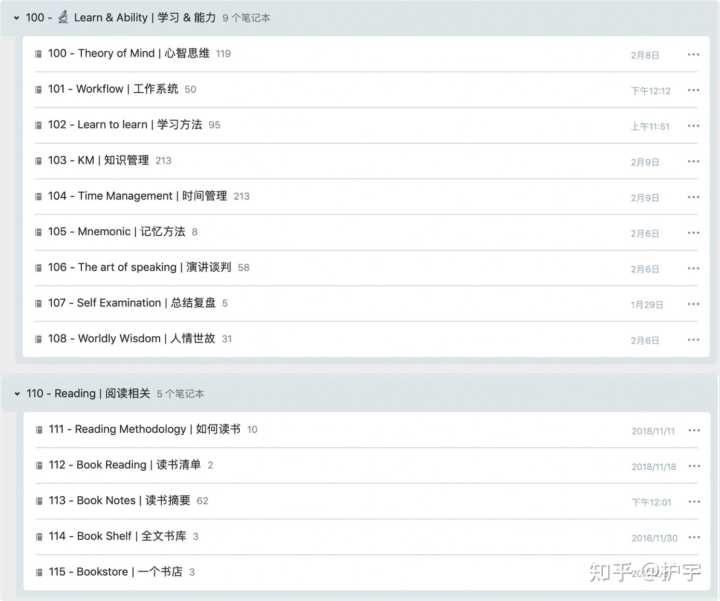 100 - 🔬 Learn & Ability | 学习 & 能力 9 个笔记本
100 - Theory of Mind | 心智思维 119 2月8日
101 - Workflow | 工作系统 50 下午12:12
102 - Learn to learn | 学习方法 95 上午11:51
103 - KM | 知识管理 213 2月9日
104 - Time Management | 时间管理 213 2月9日
105 - Mnemonic | 记忆方法 8 2月6日
106 - The art of speaking | 演讲谈判 58 2月6日
107 - Self Examination | 总结复盘 5 1月29日
108 - Worldly Wisdom | 人情世故 31 2月6日
110 - Reading | 阅读相关 5 个笔记本
111 - Reading Methodology | 如何读书 10 2018/11/11
112 - Book Reading | 读书清单 2 2018/11/18
113 - Book Notes | 读书摘要 62 下午12:01
114 - Book Shelf | 全文书库 3 2016/11/30
115 - Bookstore | 一个书店 3
知乎 @护宇